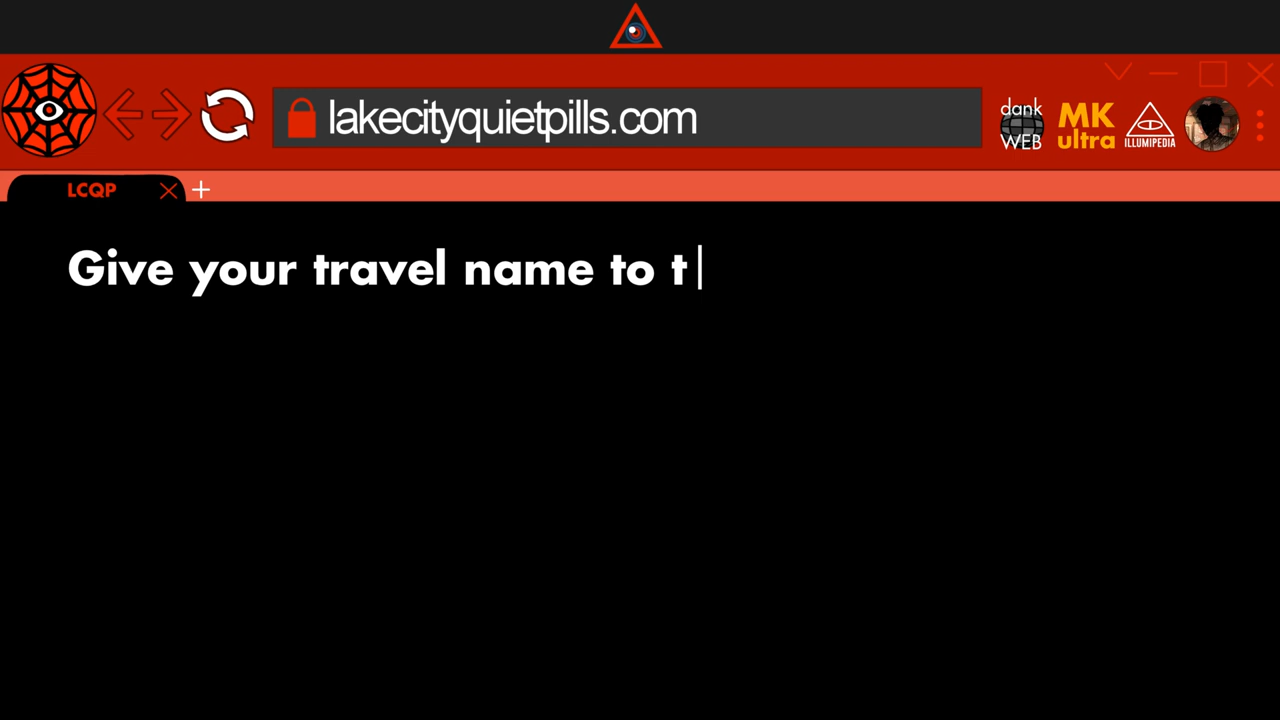 lakecityquietpills.com
dank
WEB
MK
ultra
ILLUMIPEDIA
LCQP
Give your travel name to t